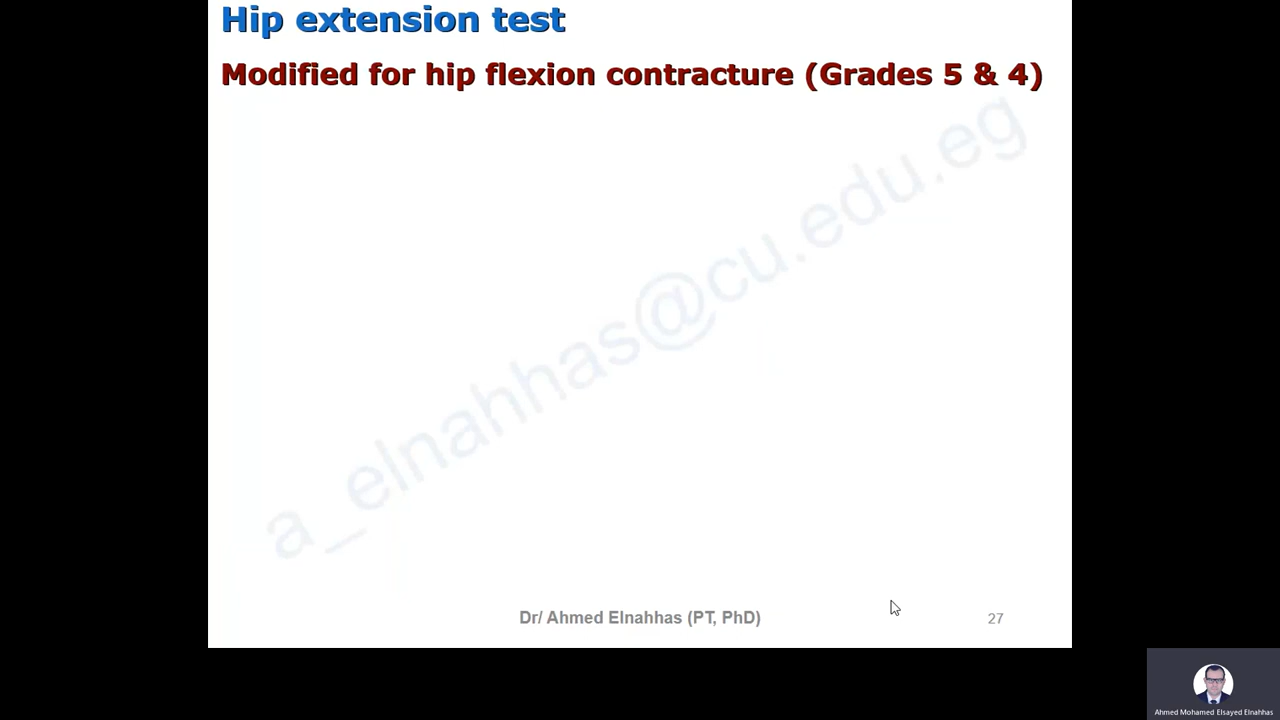 Hip extension test
Modified for hip flexion contracture (Grades 5 & 4)
a_elnahhas@cu.edu.eg
Dr/ Ahmed Elnahhas (PT, PhD)
27
Ahmed Mohamed Elsayed Elnahhas